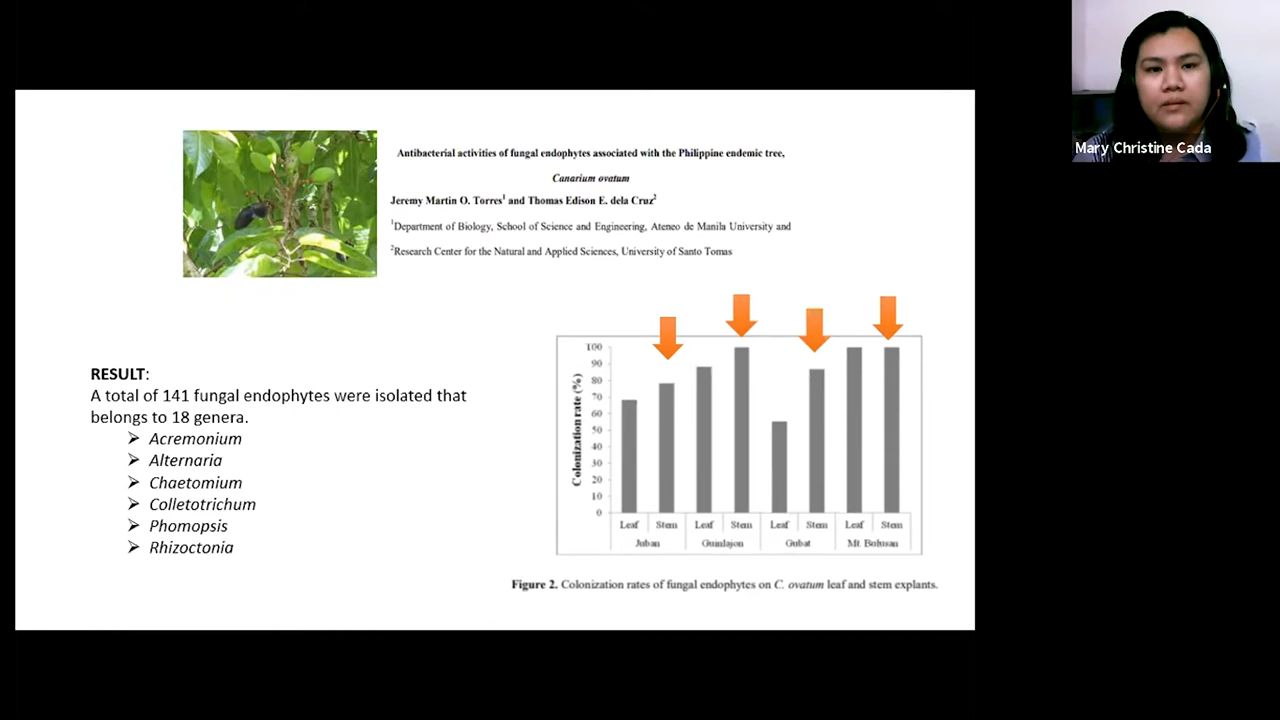 Mary Christine Cada
Antibacterial activities of fungal endophytes associated with the Philippine endemic tree,
Canarium ovatum
Jeremy Martin O. Torres1 and Thomas Edison E. dela Cruz2
1Department of Biology, School of Science and Engineering, Ateneo de Manila University and
2Research Center for the Natural and Applied Sciences, University of Santo Tomas
RESULT:
A total of 141 fungal endophytes were isolated that
belongs to 18 genera.
➢ Acremonium
➢ Alternaria
➢ Chaetomium
➢ Colletotrichum
➢ Phomopsis
➢ Rhizoctonia
Colonization rate (%)
100
90
80
70
60
50
40
30
20
10
0
Leaf Stem Leaf Stem Leaf Stem Leaf Stem
Juban Guinlajon Gubat Mt. Bulusan
Figure 2. Colonization rates of fungal endophytes on C. ovatum leaf and stem explants.